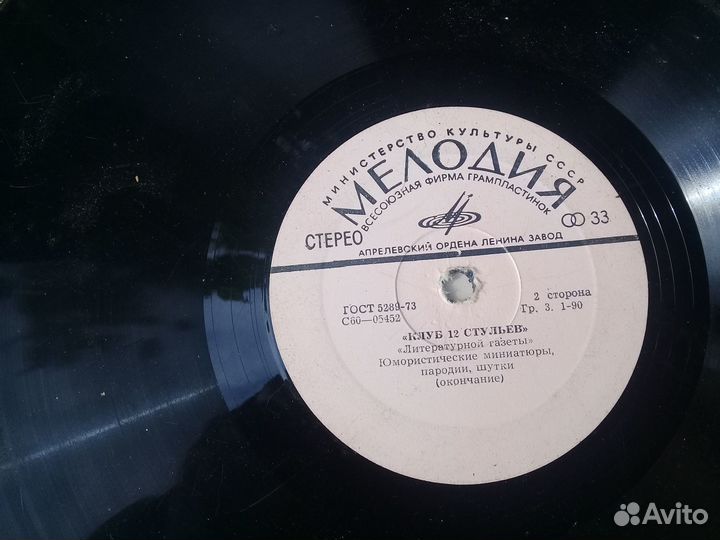 МИНИСТЕРСТВО КУЛЬТУРЫ СССР
МЕЛОДИЯ
ВСЕСОЮЗНАЯ ФИРМА ГРАМПЛАСТИНОК
СТЕРЕО
33
АПРЕЛЕВСКИЙ ОРДЕНА ЛЕНИНА ЗАВОД
ГОСТ 5289-73
С60—05452
2 сторона
Гр. 3. 1-90
«КЛУБ 12 СТУЛЬЕВ»
«Литературной газеты»
Юмористические миниатюры,
пародии, шутки
(окончание)
Avito